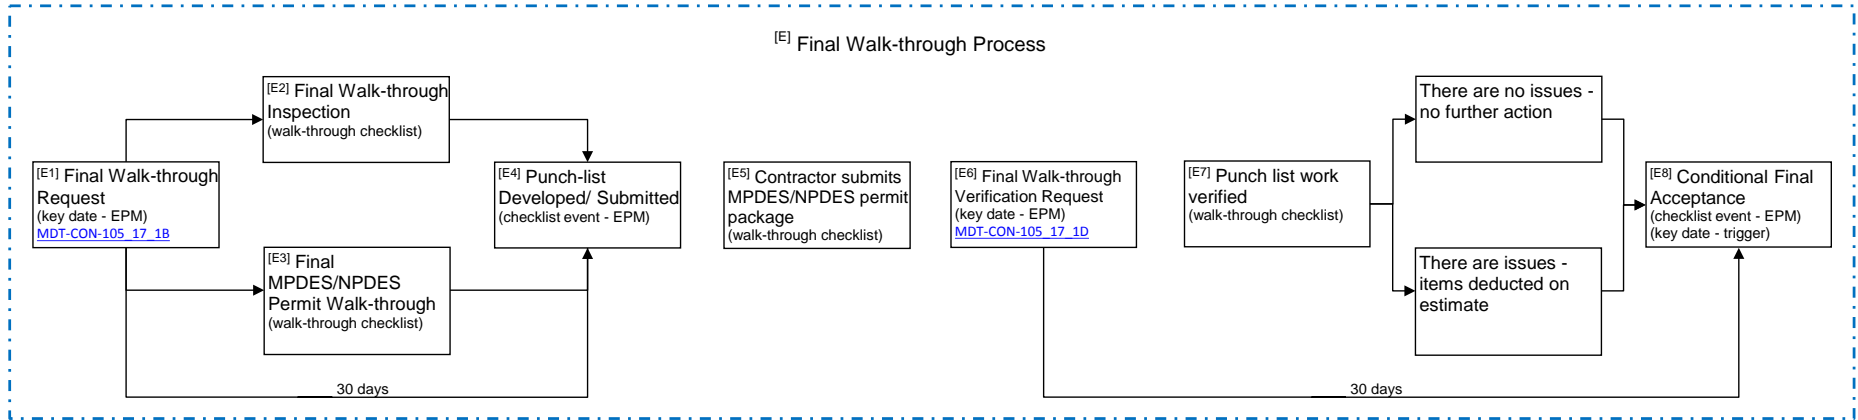 [E] Final Walk-through Process
[E1] Final Walk-through
Request
(key date - EPM)
MDT-CON-105_17_1B
[E2] Final Walk-through
Inspection
(walk-through checklist)
[E3] Final
MPDES/NPDES
Permit Walk-through
(walk-through checklist)
30 days
[E4] Punch-list
Developed/ Submitted
(checklist event - EPM)
[E5] Contractor submits
MPDES/NPDES permit
package
(walk-through checklist)
[E6] Final Walk-through
Verification Request
(key date - EPM)
MDT-CON-105_17_1D
[E7] Punch list work
verified
(walk-through checklist)
There are no issues -
no further action
There are issues -
items deducted on
estimate
30 days
[E8] Conditional Final
Acceptance
(checklist event - EPM)
(key date - trigger)